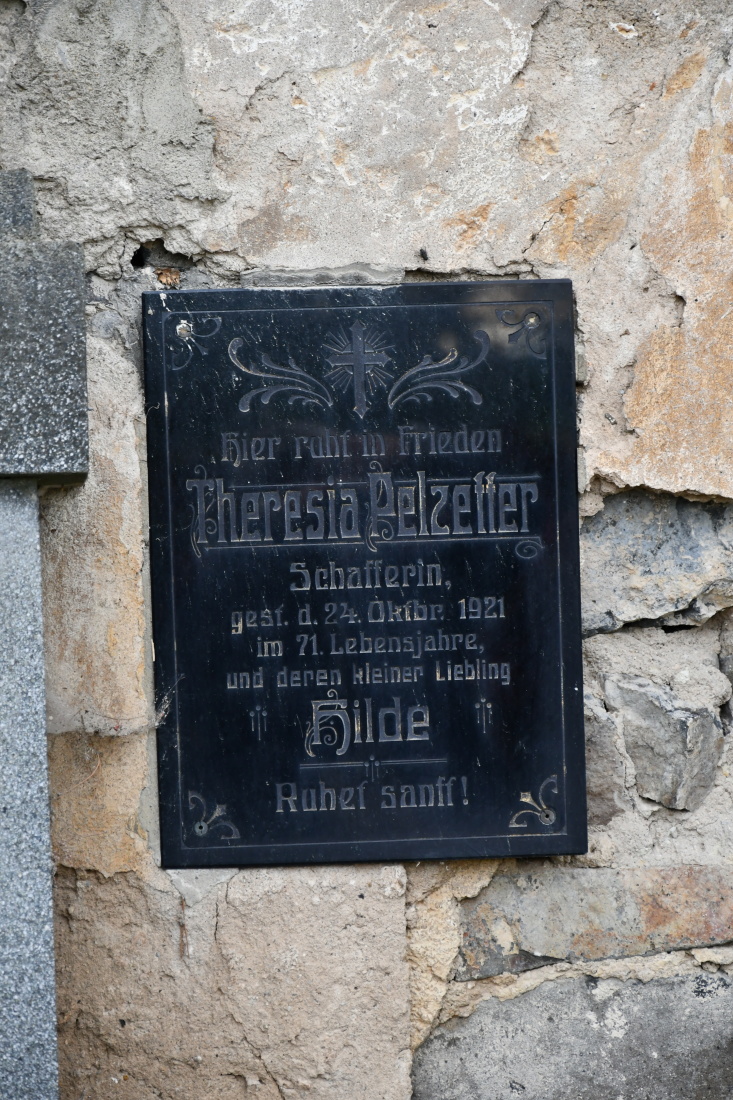 Hier ruht in Frieden
Theresia Pelzetter
Schafferin,
gest. d. 24. Oktbr. 1921
im 71. Lebensjahre,
und deren kleiner Liebling
Hilde
Ruhet sanft!